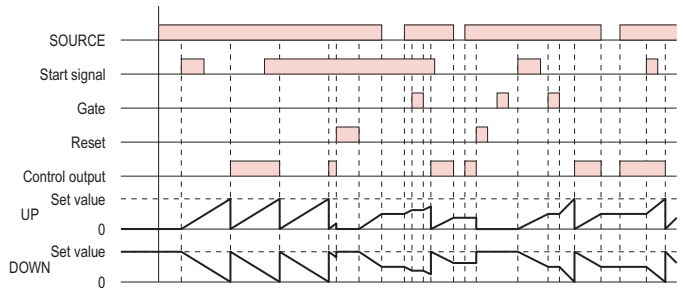 SOURCE
Start signal
Gate
Reset
Control output
Set value
UP
0
Set value
DOWN
0